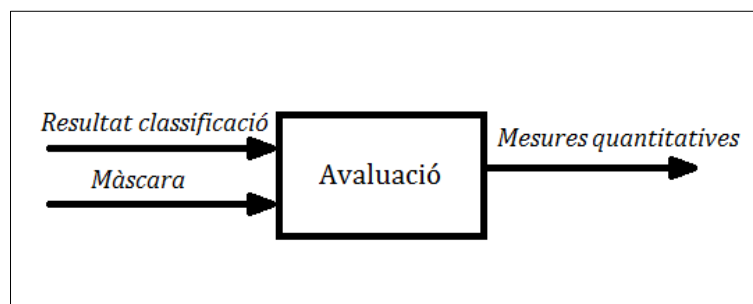 Resultat classificació
Màscara
Avaluació
Mesures quantitatives